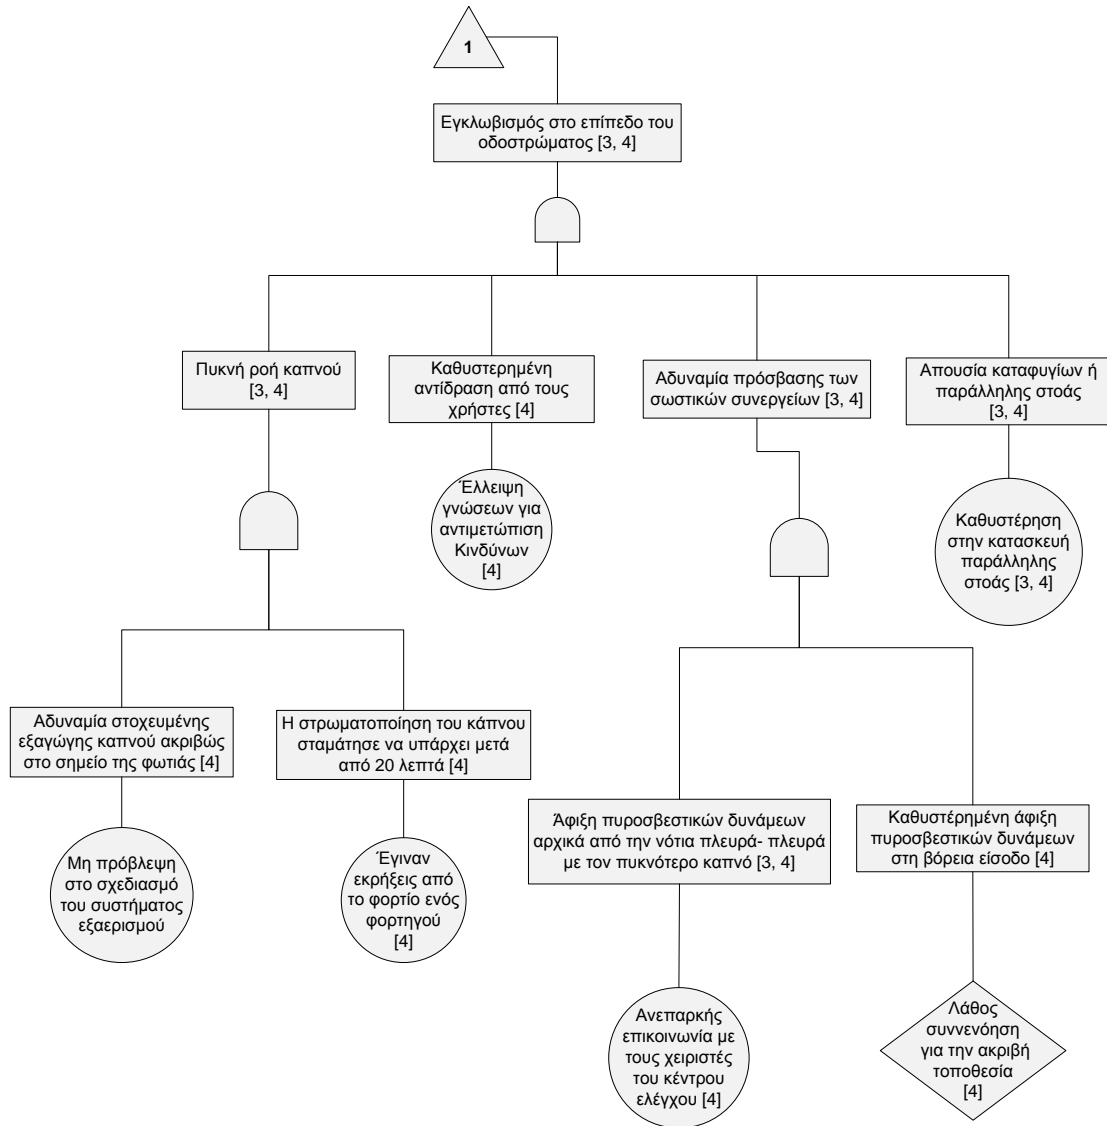 1
Εγκλωβισμός στο επίπεδο του
οδοστρώματος [3, 4]
Πυκνή ροή καπνού
[3, 4]
Καθυστερημένη
αντίδραση από τους
χρήστες [4]
Αδυναμία πρόσβασης των
σωστικών συνεργείων [3, 4]
Απουσία καταφυγίων ή
παράλληλης στοάς
[3, 4]
Έλλειψη
γνώσεων για
αντιμετώπιση
Κινδύνων
[4]
Καθυστέρηση
στην κατασκευή
παράλληλης
στοάς [3, 4]
Αδυναμία στοχευμένης
εξαγώγης καπνού ακριβώς
στο σημείο της φωτιάς [4]
Η στρωματοποίηση του κάπνου
σταμάτησε να υπάρχει μετά
από 20 λεπτά [4]
Άφιξη πυροσβεστικών δυνάμεων
αρχικά από την νότια πλευρά- πλευρά
με τον πυκνότερο καπνό [3, 4]
Καθυστέρημένη άφιξη
πυροσβεστικών δυνάμεων
στη βόρεια είσοδο [4]
Μη πρόβλεψη
στο σχεδιασμό
του συστήματος
εξαερισμού
Έγιναν
εκρήξεις από
το φορτίο ενός
φορτηγού
[4]
Ανεπαρκής
επικοινωνία με
τους χειριστές
του κέντρου
ελέγχου [4]
Λάθος
συννενόηση
για την ακριβή
τοποθεσία
[4]